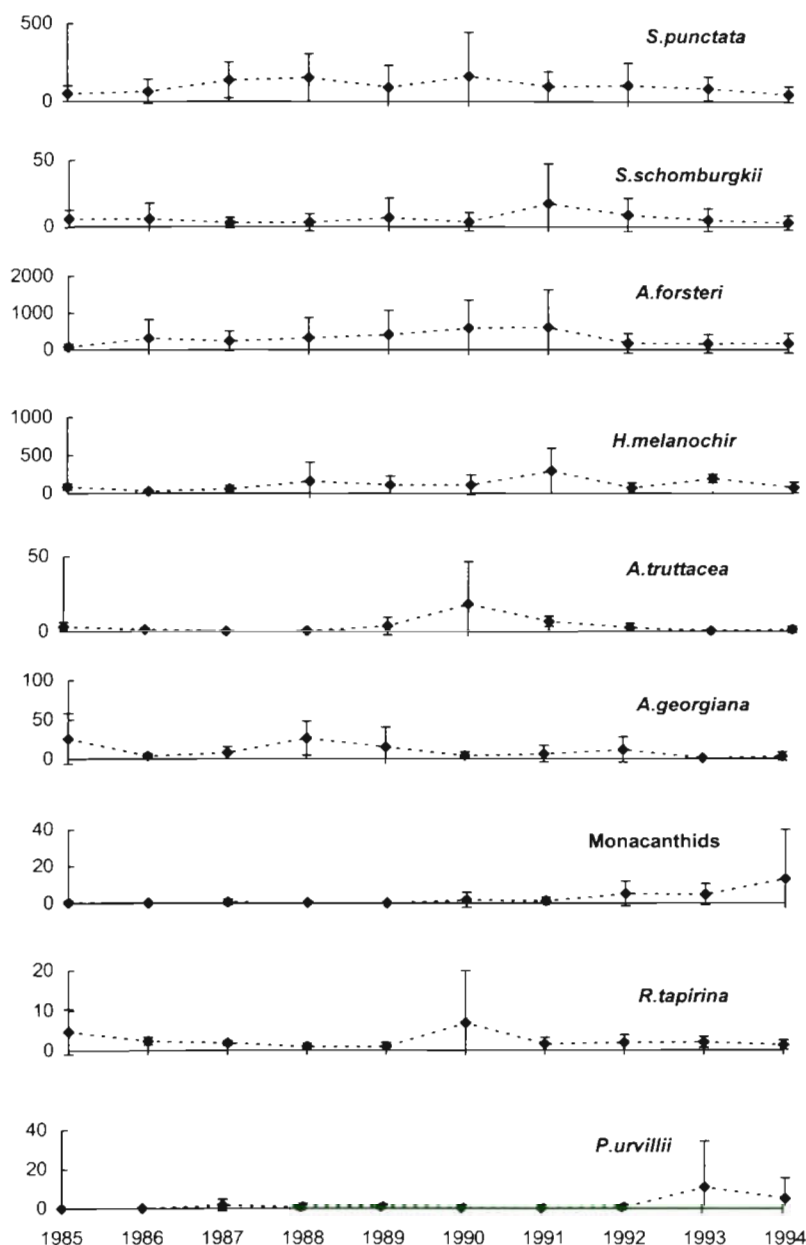 500
S.punctata
0
50
S.schomburgkii
0
2000
A.forsteri
1000
0
1000
H.melanochir
500
0
50
A.truttacea
0
100
A.georgiana
50
0
40
Monacanthids
20
0
20
R.tapirina
10
0
40
P.urvillii
20
0
1985 1986 1987 1988 1989 1990 1991 1992 1993 1994